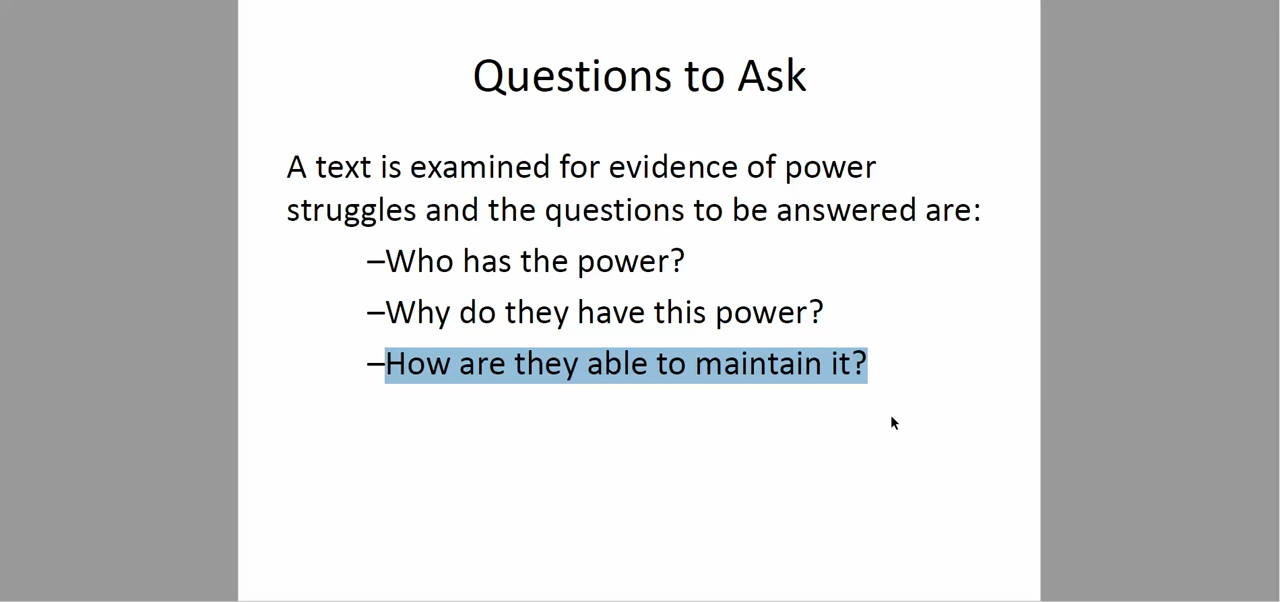 Questions to Ask
A text is examined for evidence of power
struggles and the questions to be answered are:
–Who has the power?
–Why do they have this power?
–How are they able to maintain it?